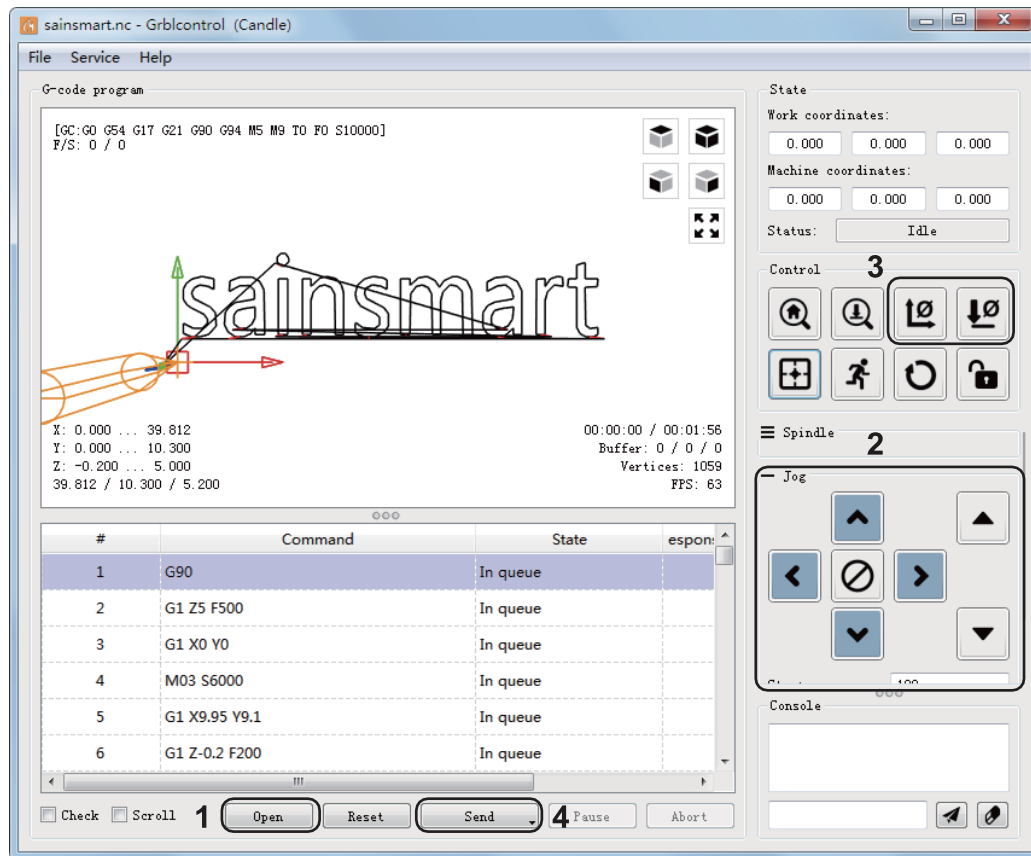 sainsmart.nc - Grblcontrol (Candle)
File Service Help
G-code program
[GC:G0 G54 G17 G21 G90 G94 M5 M9 T0 F0 S10000]
F/S: 0 / 0
sainsmart
X: 0.000 ... 39.812
Y: 0.000 ... 10.300
Z: -0.200 ... 5.000
39.812 / 10.300 / 5.200
00:00:00 / 00:01:56
Buffer: 0 / 0 / 0
Vertices: 1059
FPS: 63
# Command State espons
1 G90 In queue
2 G1 Z5 F500 In queue
3 G1 X0 Y0 In queue
4 M03 S6000 In queue
5 G1 X9.95 Y9.1 In queue
6 G1 Z-0.2 F200 In queue
Check Scroll 1 Open Reset Send 4 Pause Abort
State
Work coordinates:
0.000 0.000 0.000
Machine coordinates:
0.000 0.000 0.000
Status: Idle
Control 3
Spindle
2
Jog
Console